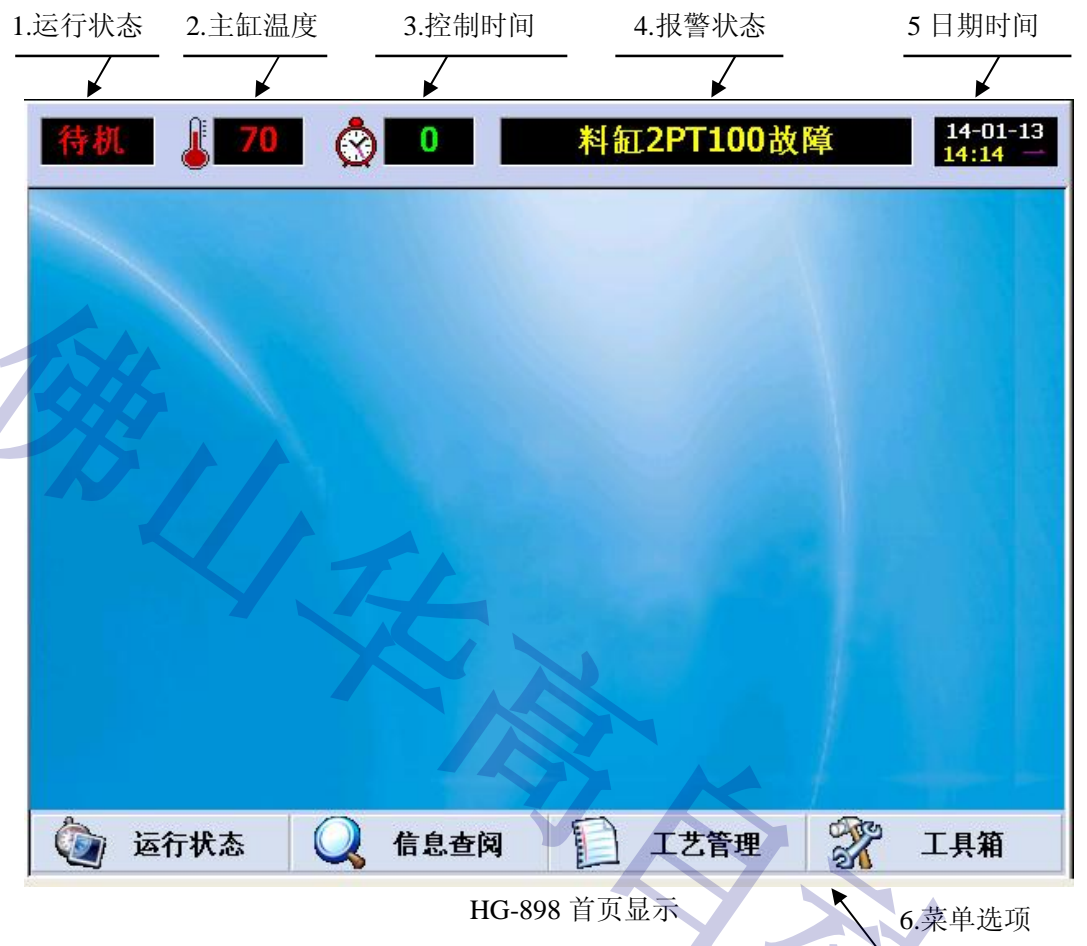 1.运行状态 2.主缸温度 3.控制时间 4.报警状态 5 日期时间
待机 70 0 料缸2PT100故障 14-01-13
14:14 一
运行状态 信息查阅 工艺管理 工具箱
HG-898 首页显示
6.菜单选项
佛山华高自